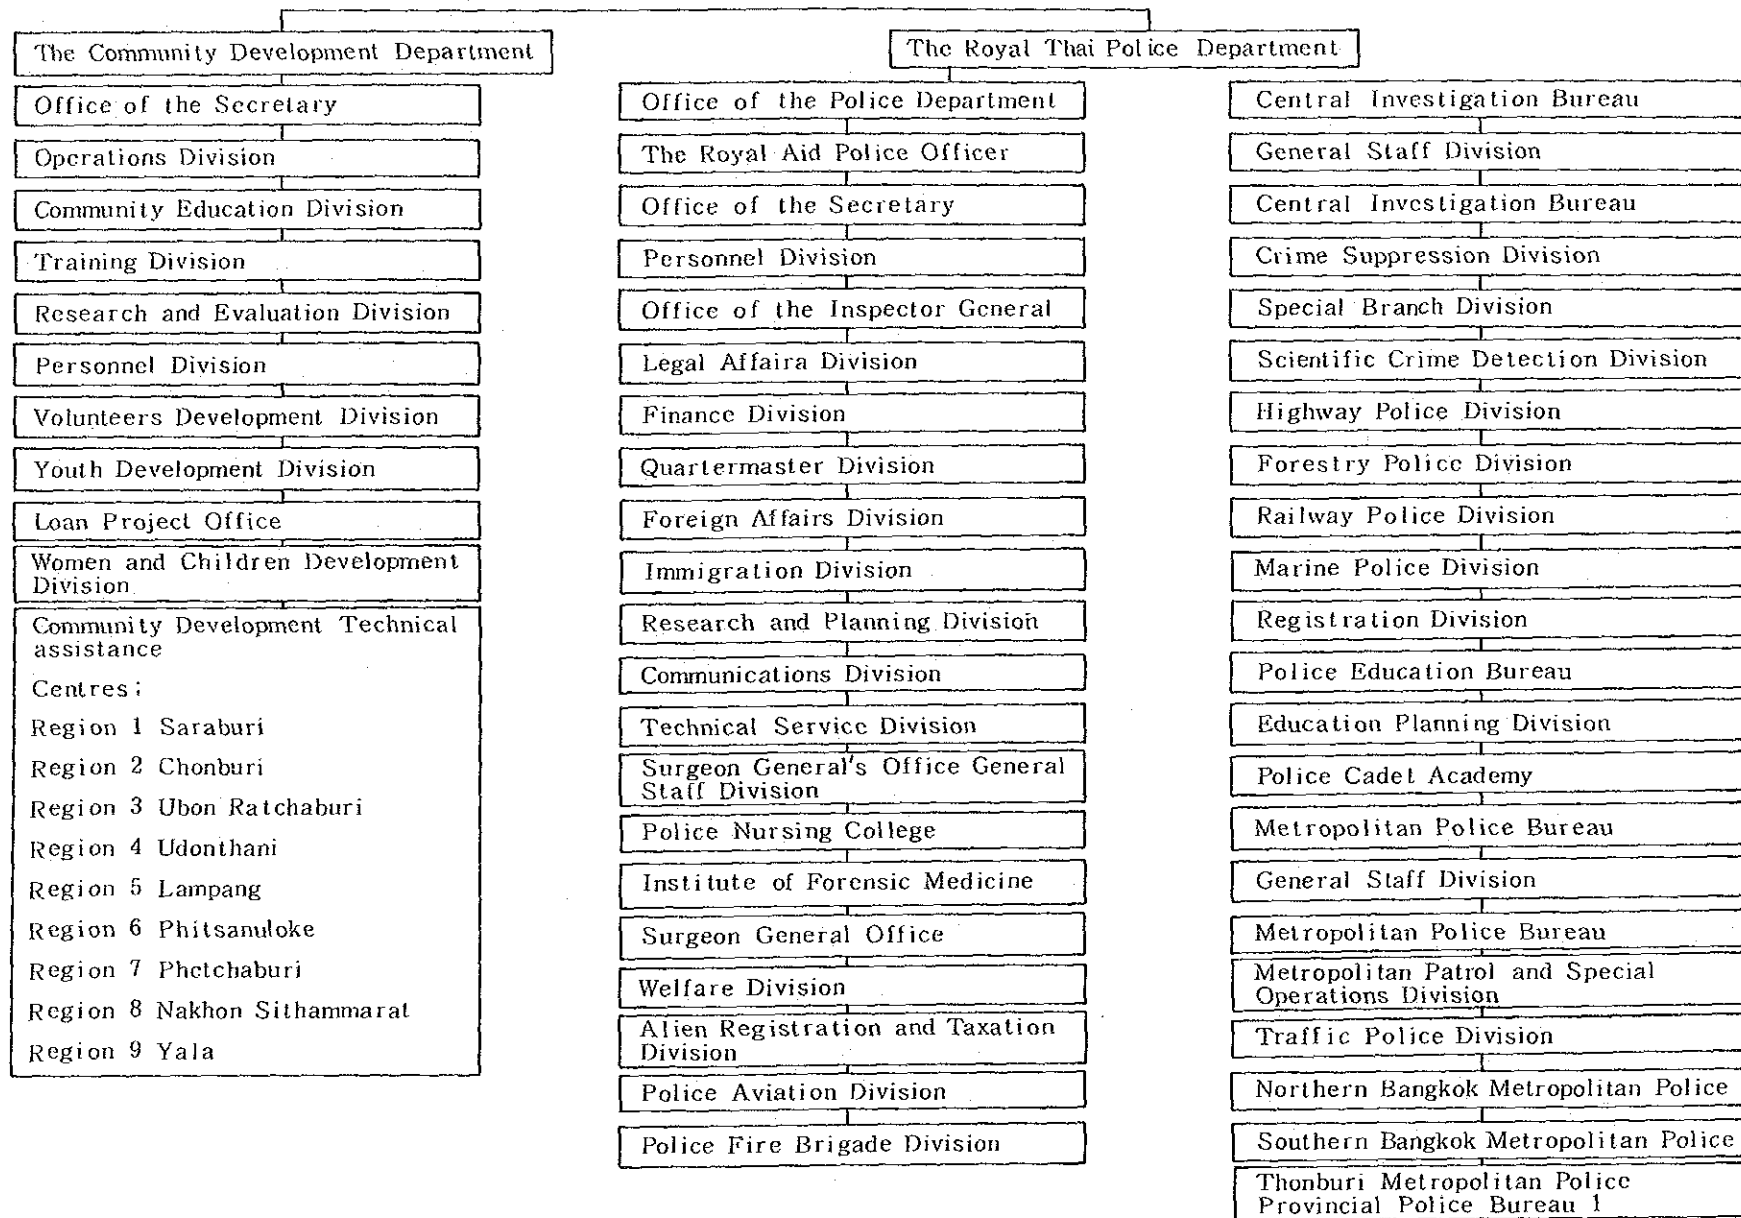 The Community Development Department
The Royal Thai Police Department
Office of the Secretary
Operations Division
Community Education Division
Training Division
Research and Evaluation Division
Personnel Division
Volunteers Development Division
Youth Development Division
Loan Project Office
Women and Children Development
Division
Community Development Technical
assistance
Centres;
Region 1 Saraburi
Region 2 Chonburi
Region 3 Ubon Ratchaburi
Region 4 Udonthani
Region 5 Lampang
Region 6 Phitsanuloke
Region 7 Phetchaburi
Region 8 Nakhon Sithammarat
Region 9 Yala
Office of the Police Department
The Royal Aid Police Officer
Office of the Secretary
Personnel Division
Office of the Inspector General
Legal Affaira Division
Finance Division
Quartermaster Division
Foreign Affairs Division
Immigration Division
Research and Planning Division
Communications Division
Technical Service Division
Surgeon General's Office General
Staff Division
Police Nursing College
Institute of Forensic Medicine
Surgeon General Office
Welfare Division
Alien Registration and Taxation
Division
Police Aviation Division
Police Fire Brigade Division
Central Investigation Bureau
General Staff Division
Central Investigation Bureau
Crime Suppression Division
Special Branch Division
Scientific Crime Detection Division
Highway Police Division
Forestry Police Division
Railway Police Division
Marine Police Division
Registration Division
Police Education Bureau
Education Planning Division
Police Cadet Academy
Metropolitan Police Bureau
General Staff Division
Metropolitan Police Bureau
Metropolitan Patrol and Special
Operations Division
Traffic Police Division
Northern Bangkok Metropolitan Police
Southern Bangkok Metropolitan Police
Thonburi Metropolitan Police
Provincial Police Bureau 1